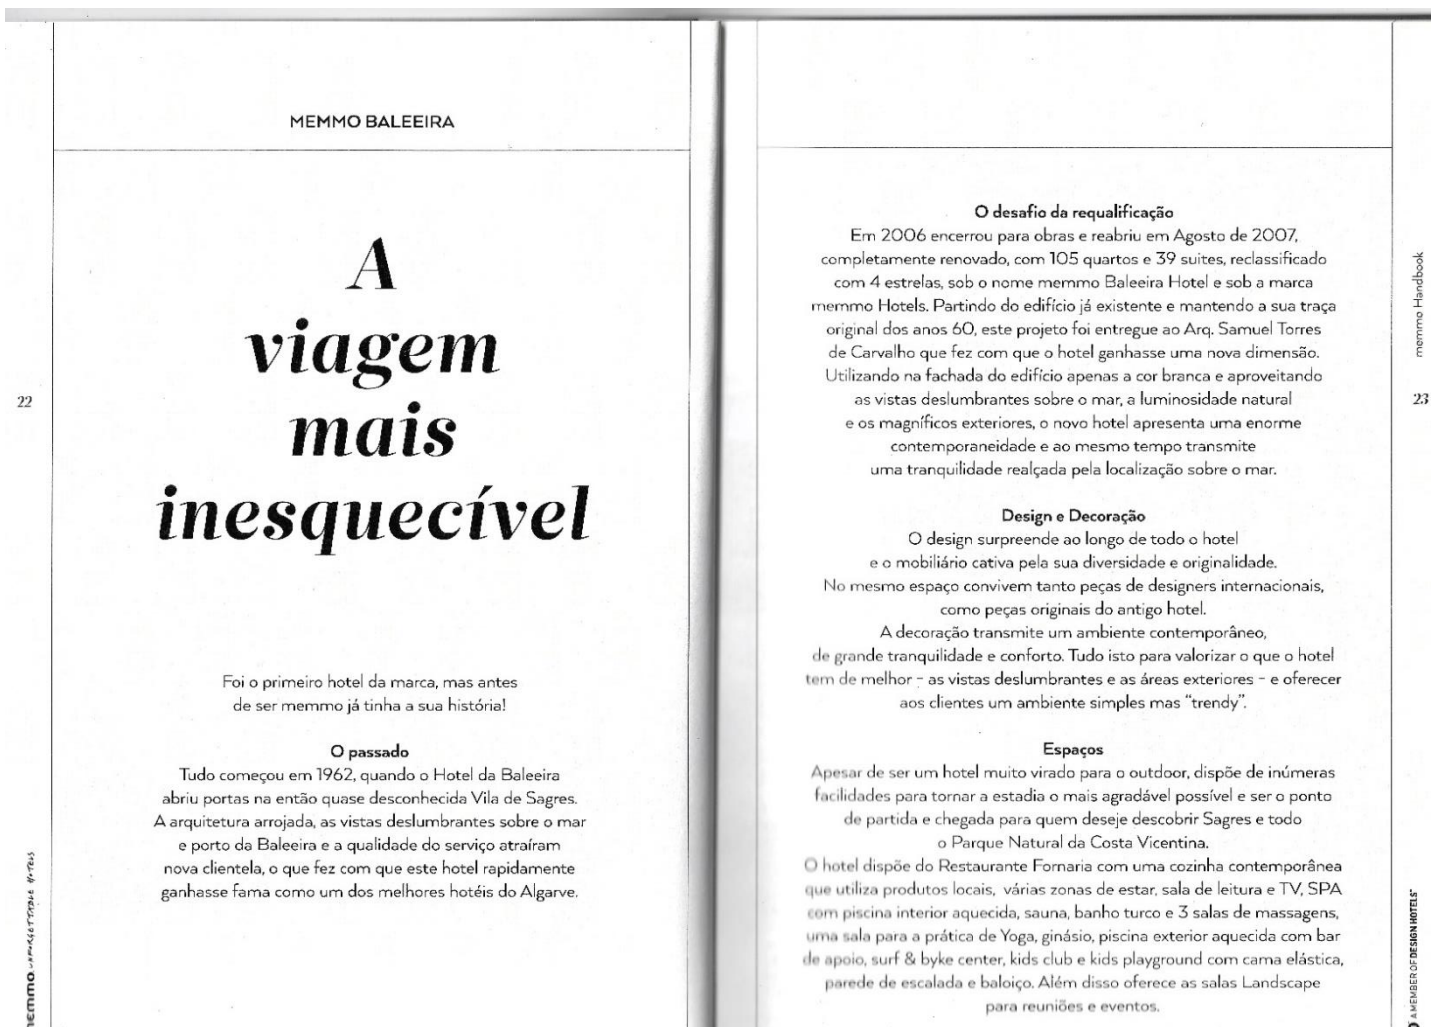 MEMMO BALEEIRA
A
viagem
mais
inesquecível
22
Foi o primeiro hotel da marca, mas antes
de ser memmo já tinha a sua história!
O passado
Tudo começou em 1962, quando o Hotel da Baleeira
abriu portas na então quase desconhecida Vila de Sagres.
A arquitetura arrojada, as vistas deslumbrantes sobre o mar
e porto da Baleeira e a qualidade do serviço atraíram
nova clientela, o que fez com que este hotel rapidamente
ganhasse fama como um dos melhores hotéis do Algarve.
memmo UNFORGETTABLE HOTELS
O desafio da requalificação
Em 2006 encerrou para obras e reabriu em Agosto de 2007,
completamente renovado, com 105 quartos e 39 suites, reclassificado
com 4 estrelas, sob o nome memmo Baleeira Hotel e sob a marca
memmo Hotels. Partindo do edifício já existente e mantendo a sua traça
original dos anos 60, este projeto foi entregue ao Arq. Samuel Torres
de Carvalho que fez com que o hotel ganhasse uma nova dimensão.
Utilizando na fachada do edifício apenas a cor branca e aproveitando
as vistas deslumbrantes sobre o mar, a luminosidade natural
e os magníficos exteriores, o novo hotel apresenta uma enorme
contemporaneidade e ao mesmo tempo transmite
uma tranquilidade realçada pela localização sobre o mar.
Design e Decoração
O design surpreende ao longo de todo o hotel
e o mobiliário cativa pela sua diversidade e originalidade.
No mesmo espaço convivem tanto peças de designers internacionais,
como peças originais do antigo hotel.
A decoração transmite um ambiente contemporâneo,
de grande tranquilidade e conforto. Tudo isto para valorizar o que o hotel
tem de melhor - as vistas deslumbrantes e as áreas exteriores - e oferecer
aos clientes um ambiente simples mas "trendy".
Espaços
Apesar de ser um hotel muito virado para o outdoor, dispõe de inúmeras
facilidades para tornar a estadia o mais agradável possível e ser o ponto
de partida e chegada para quem deseje descobrir Sagres e todo
o Parque Natural da Costa Vicentina.
O hotel dispõe do Restaurante Fornaria com uma cozinha contemporânea
que utiliza produtos locais, várias zonas de estar, sala de leitura e TV, SPA
com piscina interior aquecida, sauna, banho turco e 3 salas de massagens,
uma sala para a prática de Yoga, ginásio, piscina exterior aquecida com bar
de apoio, surf & byke center, kids club e kids playground com cama elástica,
parede de escalada e baloiço. Além disso oferece as salas Landscape
para reuniões e eventos.
memmo Handbook
23
A MEMBER OF DESIGN HOTELS™